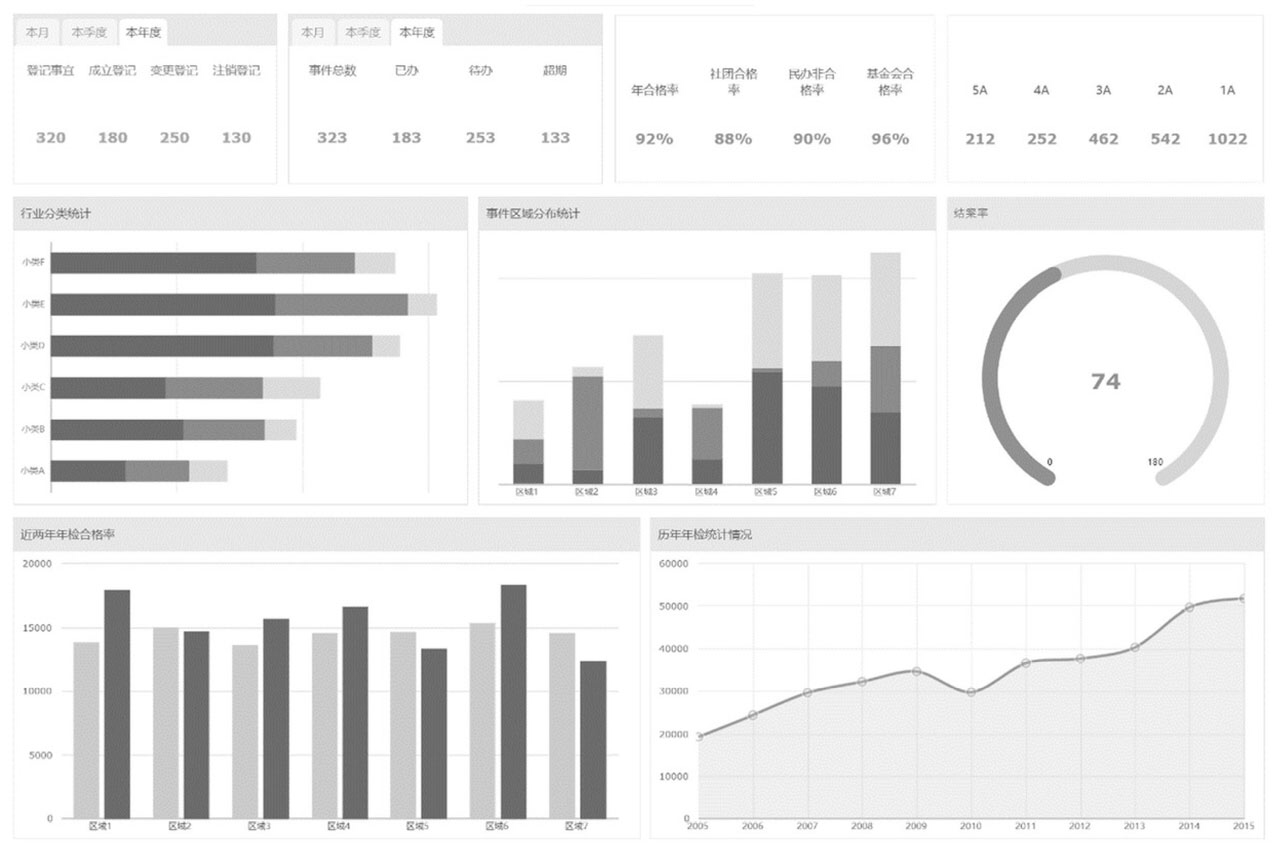 本月 本季度 本年度
登记事宜 成立登记 变更登记 注销登记
320 180 250 130
本月 本季度 本年度
事件总数 已办 待办 超期
323 183 253 133
年合格率 社团合格率 民办非合格率 基金会合格率
92% 88% 90% 96%
5A 4A 3A 2A 1A
212 252 462 542 1022
行业分类统计
小类F
小类E
小类D
小类C
小类B
小类A
事件区域分布统计
区域1 区域2 区域3 区域4 区域5 区域6 区域7
结案率
74
0 180
近两年年检合格率
20000
15000
10000
5000
0
区域1 区域2 区域3 区域4 区域5 区域6 区域7
历年年检统计情况
60000
50000
40000
30000
20000
10000
0
2005 2006 2007 2008 2009 2010 2011 2012 2013 2014 2015